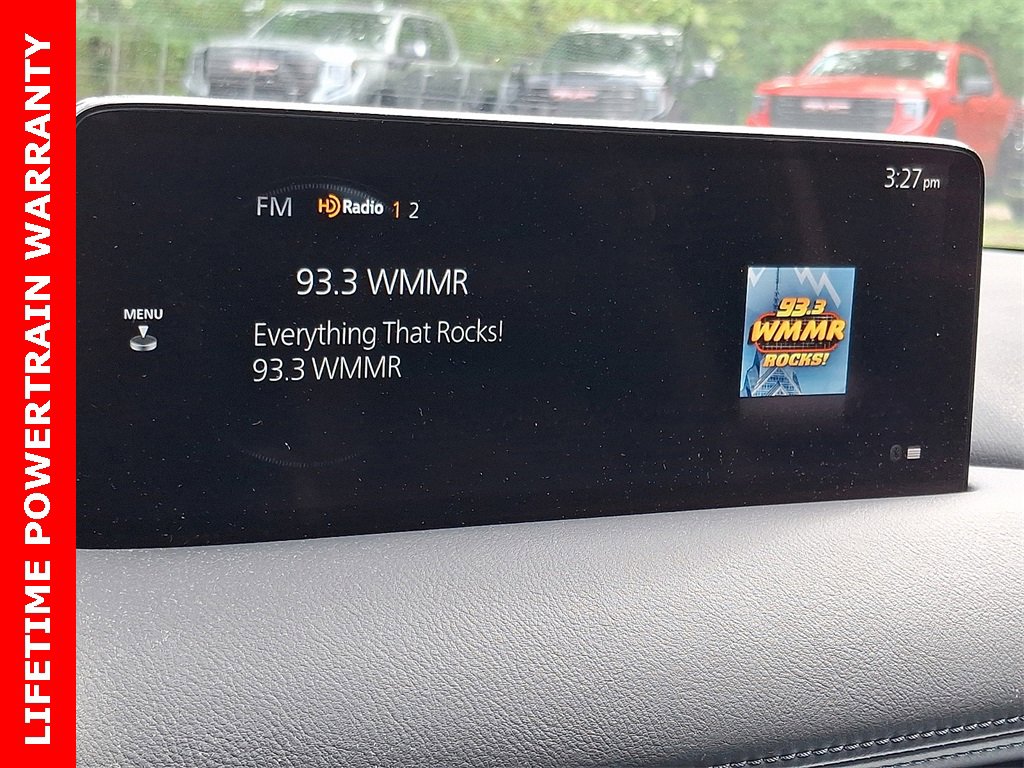 LIFETIME POWERTRAIN WARRANTY
3:27 pm
FM HD Radio 1 2
93.3 WMMR
MENU
Everything That Rocks!
93.3 WMMR
93.3
WMMR
ROCKS!